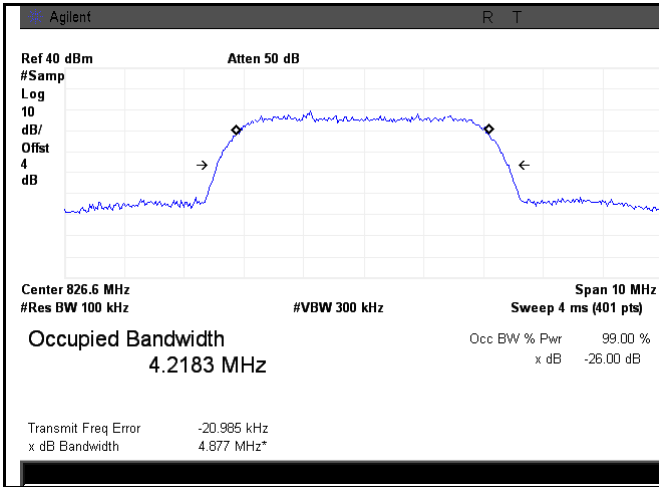 Agilent R T
Ref 40 dBm Atten 50 dB
#Samp
Log
10
dB/
Offst
4
dB
Center 826.6 MHz Span 10 MHz
#Res BW 100 kHz #VBW 300 kHz Sweep 4 ms (401 pts)
Occupied Bandwidth Occ BW % Pwr 99.00 %
4.2183 MHz x dB -26.00 dB
Transmit Freq Error -20.985 kHz
x dB Bandwidth 4.877 MHz*